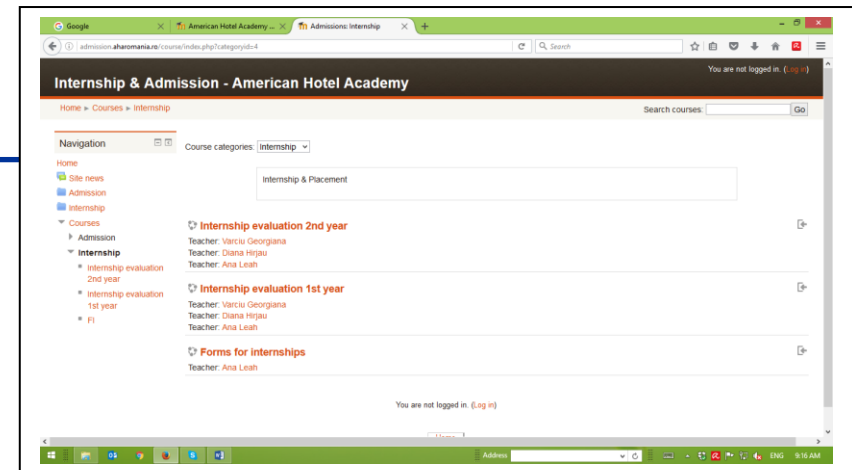 Google
American Hotel Academy ...
Admissions: Internship
admission.aharomania.ro/course/index.php?categoryid=4
Search
You are not logged in. (Log in)
Internship & Admission - American Hotel Academy
Home ► Courses ► Internship
Search courses:
Go
Navigation
Course categories: Internship
Home
Site news
Admission
Internship
Courses
Admission
Internship
Internship evaluation
2nd year
Internship evaluation
1st year
FI
Internship & Placement
Internship evaluation 2nd year
Teacher: Varciu Georgiana
Teacher: Diana Hirjau
Teacher: Ana Leah
Internship evaluation 1st year
Teacher: Varciu Georgiana
Teacher: Diana Hirjau
Teacher: Ana Leah
Forms for internships
Teacher: Ana Leah
You are not logged in. (Log in)
Home
Address
ENG
9:16 AM